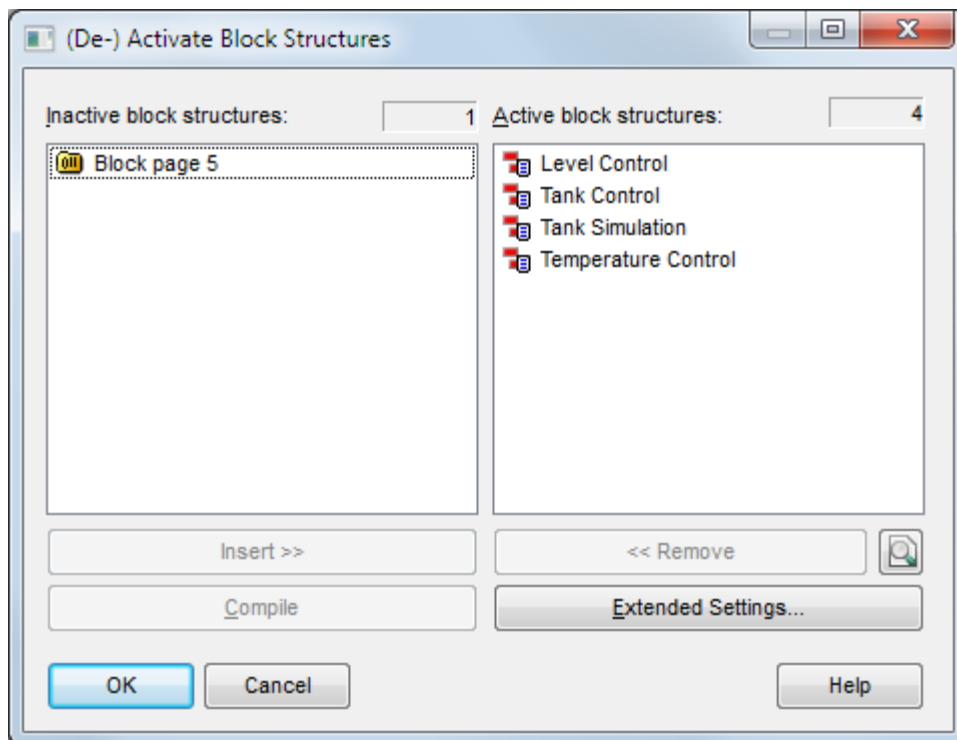 (De-) Activate Block Structures
Inactive block structures: 1 Active block structures: 4
Block page 5
Level Control
Tank Control
Tank Simulation
Temperature Control
Insert >> << Remove
Compile Extended Settings...
OK Cancel Help